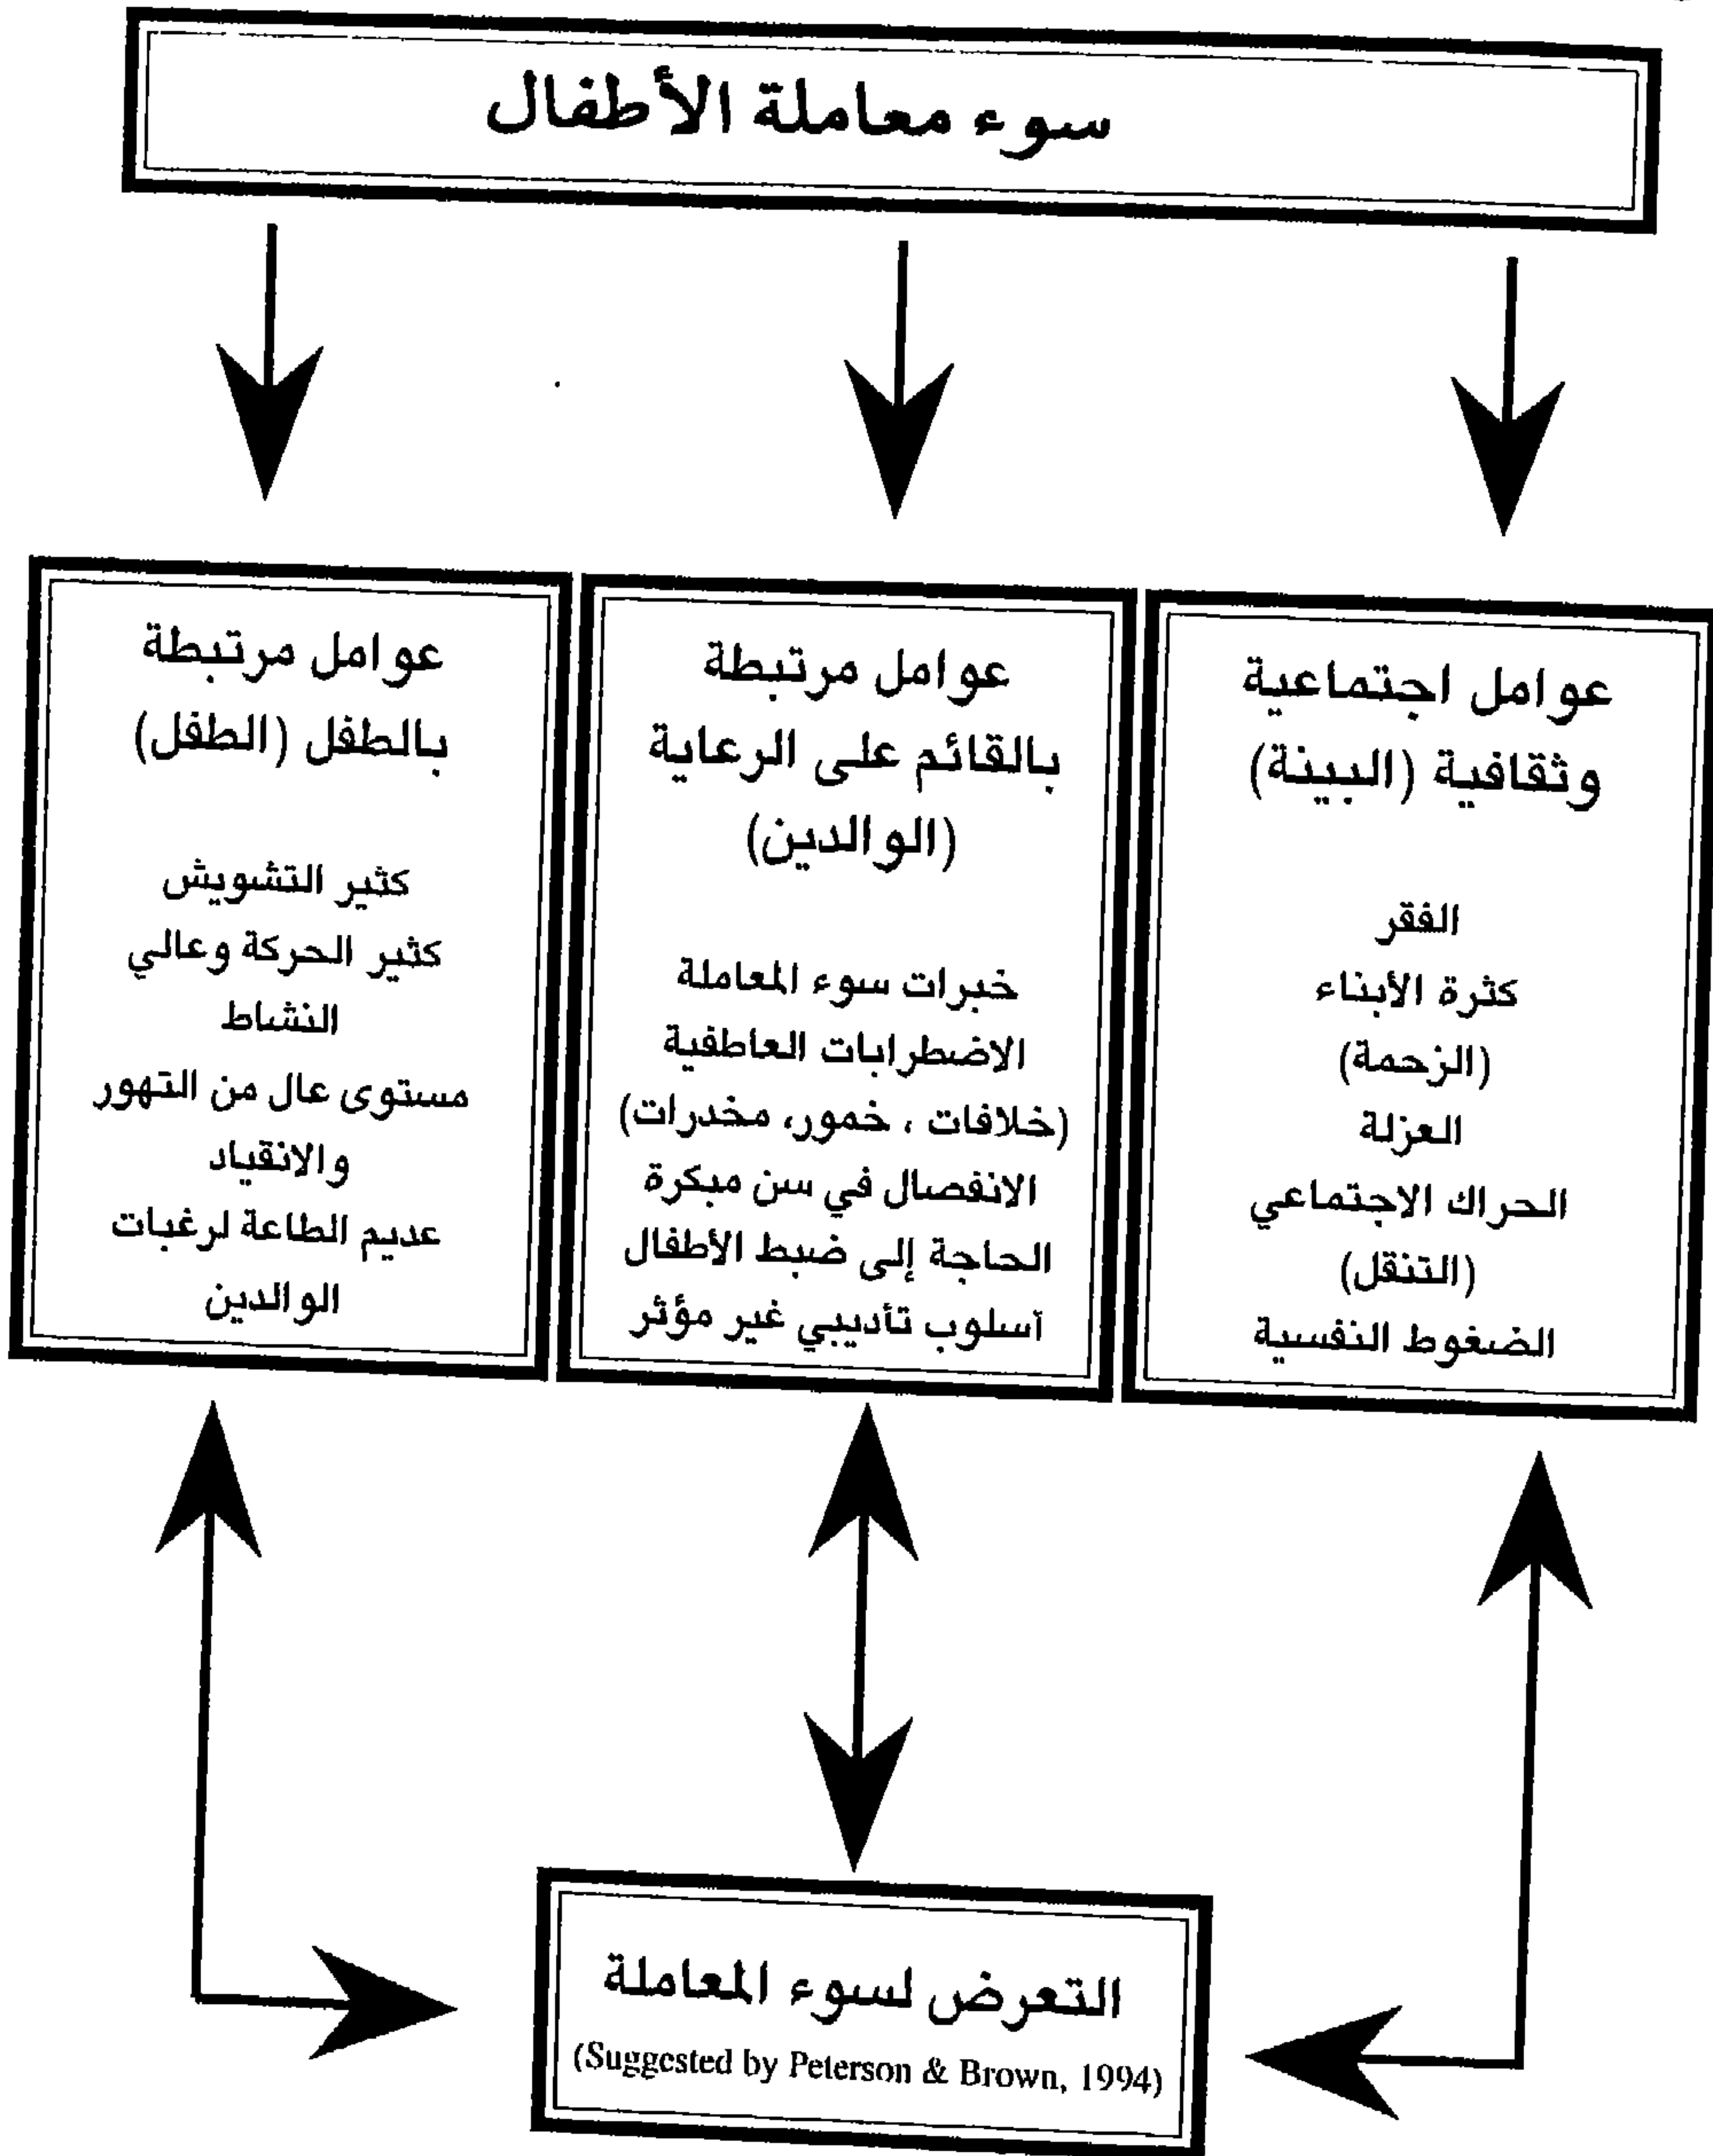 سوء معاملة الأطفال
عوامل اجتماعية
وثقافية (البيئة)
الفقر
كثرة الأبناء
(الزحمة)
العزلة
الحراك الاجتماعي
(التنقل)
الضغوط النفسية
عوامل مرتبطة
بالقائم على الرعاية
(الوالدين)
خبرات سوء المعاملة
الاضطرابات العاطفية
(خلافات ، خمور، مخدرات)
الانفصال في سن مبكرة
الحاجة إلى ضبط الأطفال
أسلوب تأديبي غير مؤثر
عوامل مرتبطة
بالطفل (الطفل)
كثير التشويش
كثير الحركة وعالي
النشاط
مستوى عال من التهور
والانقياد
عديم الطاعة لرغبات
الوالدين
التعرض لسوء المعاملة
(Suggested by Peterson & Brown, 1994)